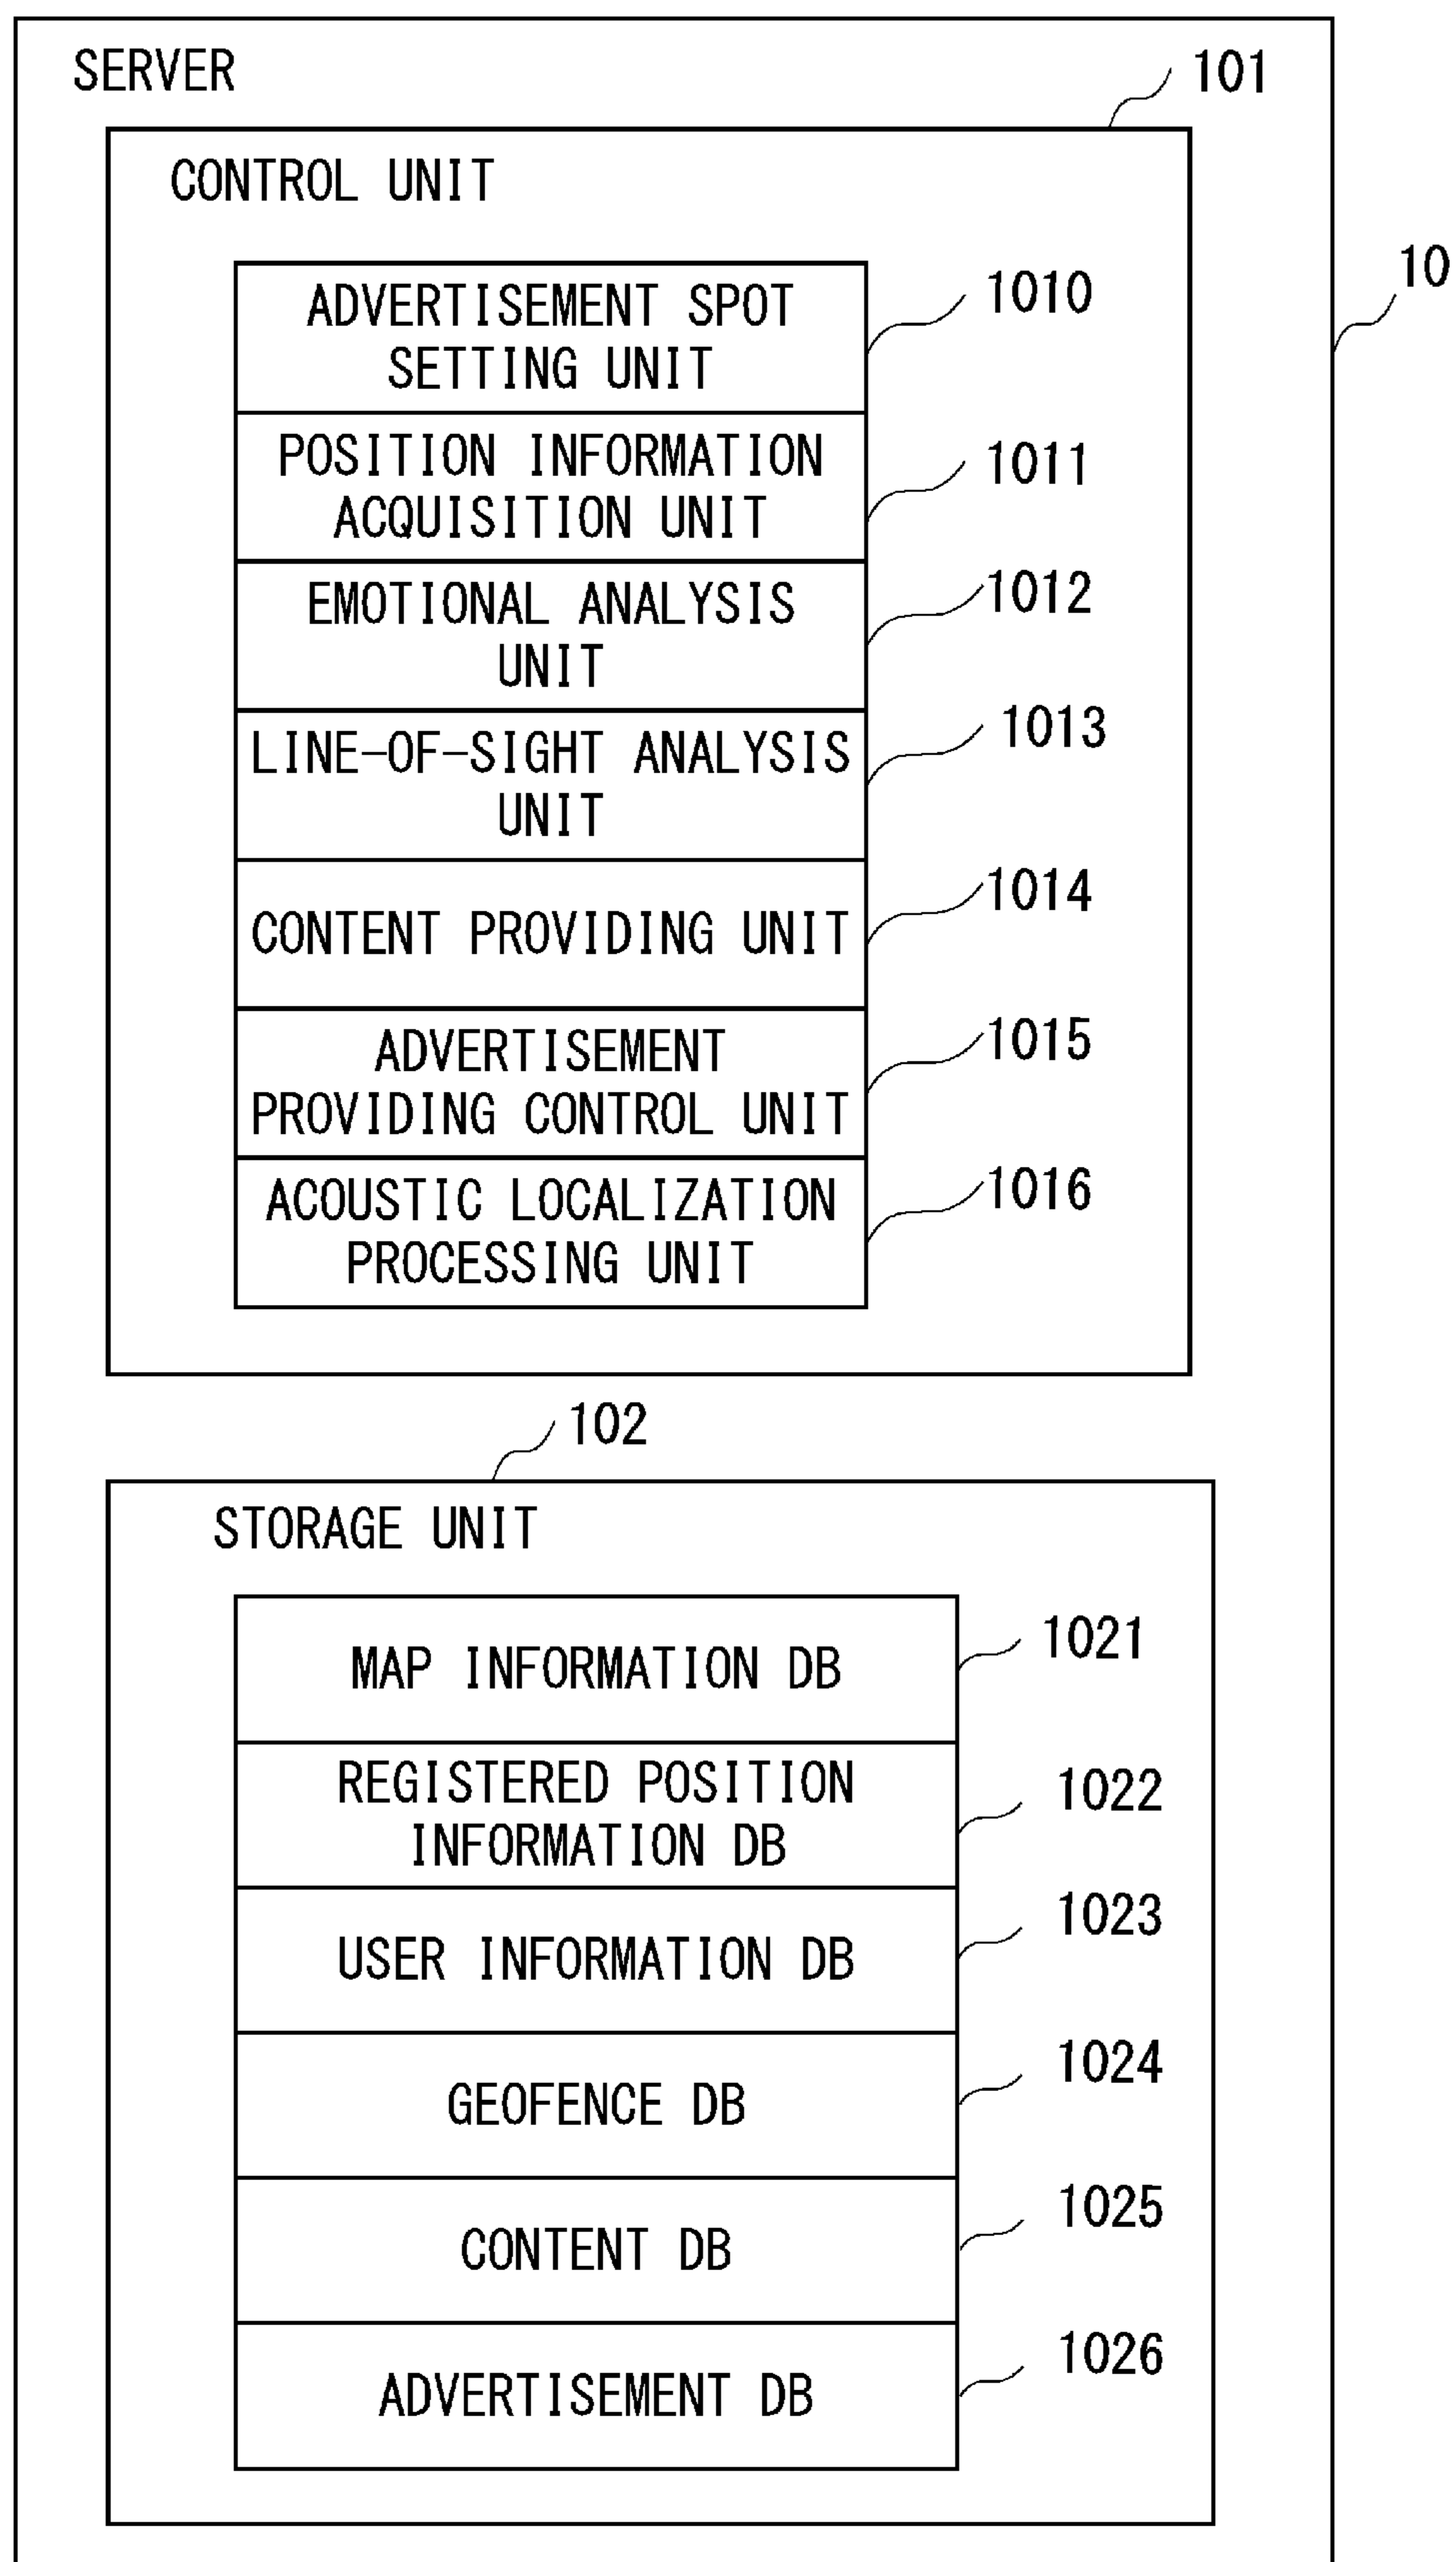 SERVER
101
CONTROL UNIT
10
ADVERTISEMENT SPOT
SETTING UNIT
1010
POSITION INFORMATION
ACQUISITION UNIT
1011
EMOTIONAL ANALYSIS
UNIT
1012
LINE-OF-SIGHT ANALYSIS
UNIT
1013
CONTENT PROVIDING UNIT
1014
ADVERTISEMENT
PROVIDING CONTROL UNIT
1015
ACOUSTIC LOCALIZATION
PROCESSING UNIT
1016
102
STORAGE UNIT
MAP INFORMATION DB
1021
REGISTERED POSITION
INFORMATION DB
1022
USER INFORMATION DB
1023
GEOFENCE DB
1024
CONTENT DB
1025
ADVERTISEMENT DB
1026